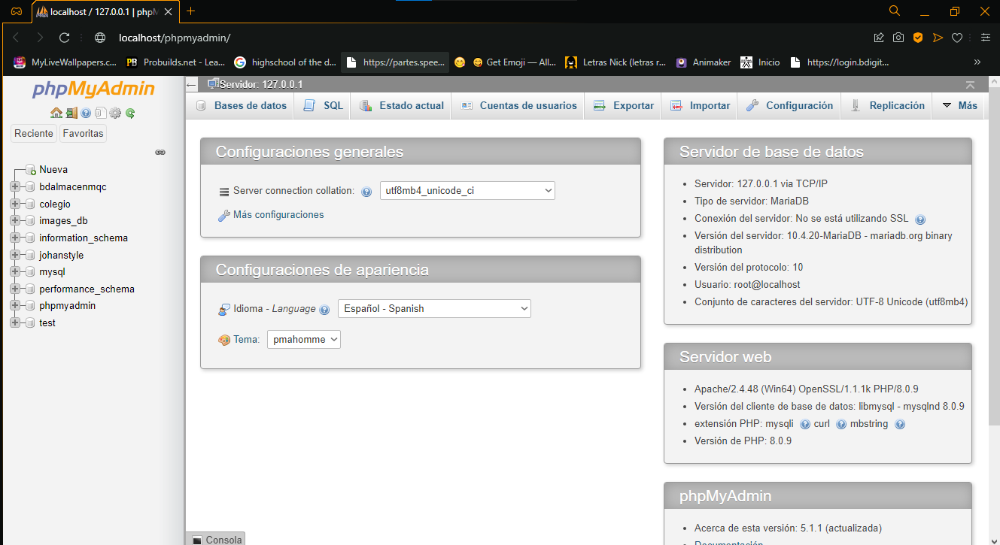 localhost / 127.0.0.1 | phpM
localhost/phpmyadmin/
MyLiveWallpapers.c...
PB
Probuilds.net - Lea...
highschool of the d...
https://partes.spee...
Get Emoji — All...
Letras Nick (letras r...
Animaker
Inicio
https://login.bdigit...
phpMyAdmin
Reciente
Favoritas
Nueva
bdalmacenmqc
colegio
images_db
information_schema
johanstyle
mysql
performance_schema
phpmyadmin
test
Servidor: 127.0.0.1
Bases de datos
SQL
Estado actual
Cuentas de usuarios
Exportar
Importar
Configuración
Replicación
Más
Configuraciones generales
Server connection collation:
utf8mb4_unicode_ci
Más configuraciones
Configuraciones de apariencia
Idioma - Language
Español - Spanish
Tema:
pmahomme
Servidor de base de datos
Servidor: 127.0.0.1 via TCP/IP
Tipo de servidor: MariaDB
Conexión del servidor: No se está utilizando SSL
Versión del servidor: 10.4.20-MariaDB - mariadb.org binary
distribution
Versión del protocolo: 10
Usuario: root@localhost
Conjunto de caracteres del servidor: UTF-8 Unicode (utf8mb4)
Servidor web
Apache/2.4.48 (Win64) OpenSSL/1.1.1k PHP/8.0.9
Versión del cliente de base de datos: libmysql - mysqlnd 8.0.9
extensión PHP: mysqli curl mbstring
Versión de PHP: 8.0.9
phpMyAdmin
Acerca de esta versión: 5.1.1 (actualizada)
Documentación
Consola